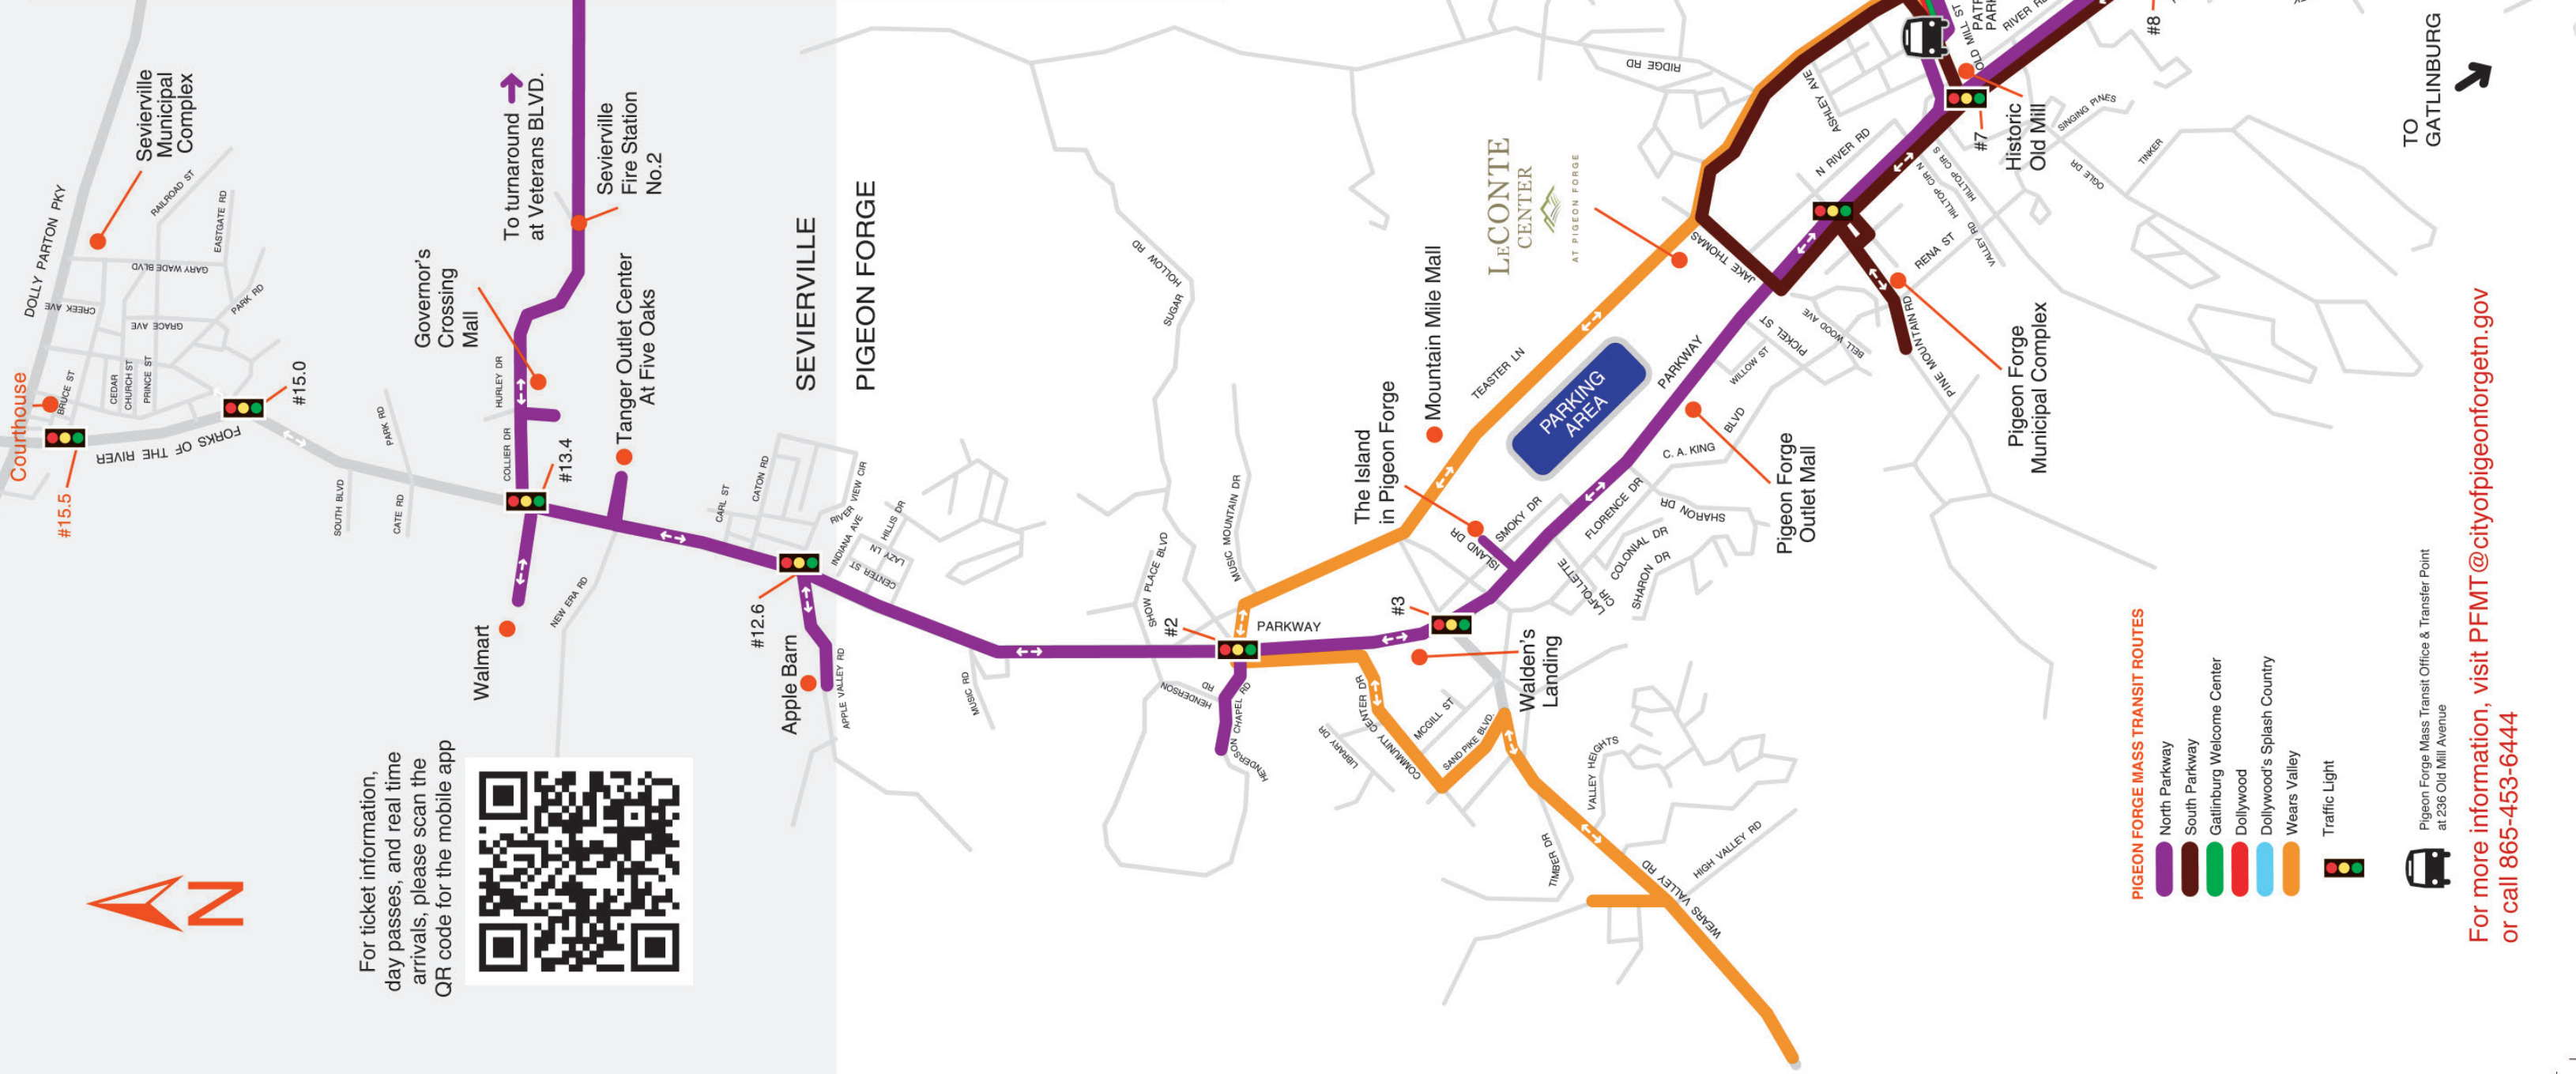 Courthouse
#15.5
DOLLY PARTON PKY
Sevierville
Municipal
Complex
RAILROAD ST
EASTGATE RD
GARY WADE BLVD
CREEK AVE
GRACE AVE
PARK RD
BRUCE ST
CEDAR
CHURCH ST
PRINCE ST
FORKS OF THE RIVER
#15.0
PARK RD
SOUTH BLVD
CATE RD
To turnaround
at Veterans BLVD.
Sevierville
Fire Station
No.2
Governor's
Crossing
Mall
HURLEY DR
COLLIER DR
#13.4
Tanger Outlet Center
At Five Oaks
Walmart
NEW ERA RD
CARL ST
CATON RD
RIVER VIEW CIR
INDIANA AVE
HILLIS DR
LAZY LN
CENTER ST
#12.6
Apple Barn
APPLE VALLEY RD
SEVIERVILLE
PIGEON FORGE
For ticket information,
day passes, and real time
arrivals, please scan the
QR code for the mobile app
N
MUSIC RD
SUGAR
HOLLOW RD
SHOW PLACE BLVD
MUSIC MOUNTAIN DR
#2
PARKWAY
HENDERSON
RD
HENDERSON CHAPEL RD
LIBRARY DR
COMMUNITY CENTER DR
MCGILL ST
SAND PIKE BLVD.
#3
Walden's
Landing
The Island
in Pigeon Forge
Mountain Mile Mall
LeCONTE
CENTER
AT PIGEON FORGE
TEASTER LN
PARKING
AREA
PARKWAY
ISLAND DR
SMOKY DR
FLORENCE DR
LAFOLLETTE
CIR
COLONIAL DR
SHARON DR
SHARON DR
C. A. KING
BLVD
Pigeon Forge
Outlet Mall
WILLOW ST
PICKEL ST
BELL WOOD AVE
JAKE THOMAS
RIDGE RD
ASHLEY AVE
N RIVER RD
OLD MILL ST
PATR
PARK
RIVER RD
#7
Historic
Old Mill
SINGING PINES
OGLE DR
TINKER
HILLTOP CIR S
HILLTOP CIR N
VALLEY RD
RENA ST
PINE MOUNTAIN RD
Pigeon Forge
Municipal Complex
#8
TO
GATLINBURG
VALLEY HEIGHTS
TIMBER DR
HIGH VALLEY RD
WEARS VALLEY RD
PIGEON FORGE MASS TRANSIT ROUTES
North Parkway
South Parkway
Gatlinburg Welcome Center
Dollywood
Dollywood's Splash Country
Wears Valley
Traffic Light
Pigeon Forge Mass Transit Office & Transfer Point
at 236 Old Mill Avenue
For more information, visit PFMT@cityofpigeonforgetn.gov
or call 865-453-6444